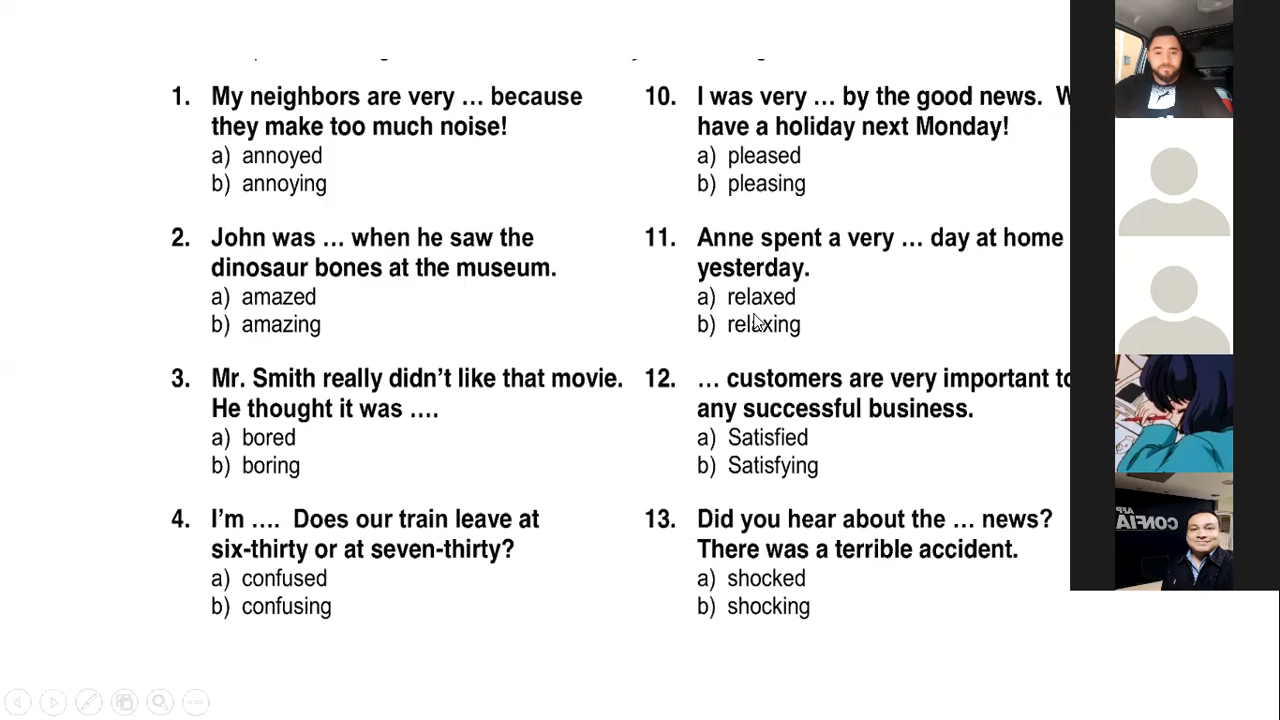 1. My neighbors are very … because
they make too much noise!
a) annoyed
b) annoying
2. John was … when he saw the
dinosaur bones at the museum.
a) amazed
b) amazing
3. Mr. Smith really didn’t like that movie.
He thought it was ….
a) bored
b) boring
4. I’m …. Does our train leave at
six-thirty or at seven-thirty?
a) confused
b) confusing
10. I was very … by the good news.
have a holiday next Monday!
a) pleased
b) pleasing
11. Anne spent a very … day at home
yesterday.
a) relaxed
b) relaxing
12. … customers are very important to
any successful business.
a) Satisfied
b) Satisfying
13. Did you hear about the … news?
There was a terrible accident.
a) shocked
b) shocking
APP
CONFIA